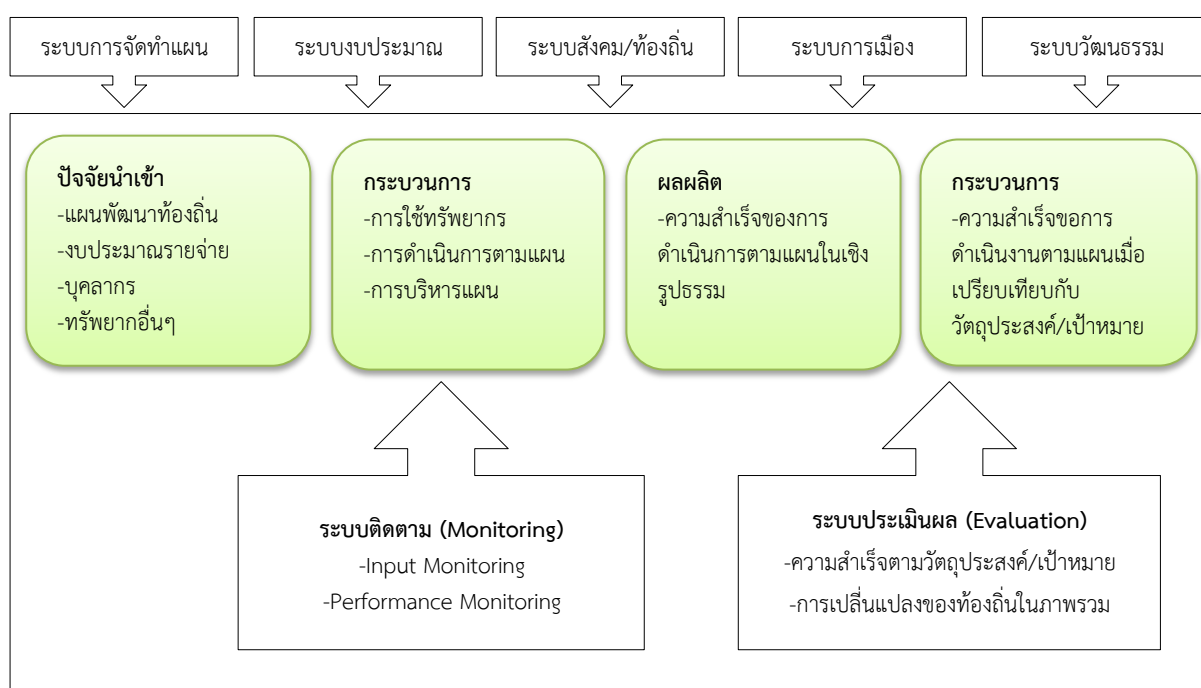 ระบบการจัดทำแผน
ระบบงบประมาณ
ระบบสังคม/ท้องถิ่น
ระบบการเมือง
ระบบวัฒนธรรม
ปัจจัยนำเข้า
-แผนพัฒนาท้องถิ่น
-งบประมาณรายจ่าย
-บุคลากร
-ทรัพยากอื่นๆ
กระบวนการ
-การใช้ทรัพยากร
-การดำเนินการตามแผน
-การบริหารแผน
ผลผลิต
-ความสำเร็จของการ
ดำเนินการตามแผนในเชิง
รูปธรรม
กระบวนการ
-ความสำเร็จขอการ
ดำเนินงานตามแผนเมื่อ
เปรียบเทียบกับ
วัตถุประสงค์/เป้าหมาย
ระบบติดตาม (Monitoring)
-Input Monitoring
-Performance Monitoring
ระบบประเมินผล (Evaluation)
-ความสำเร็จตามวัตถุประสงค์/เป้าหมาย
-การเปลี่นแปลงของท้องถิ่นในภาพรวม